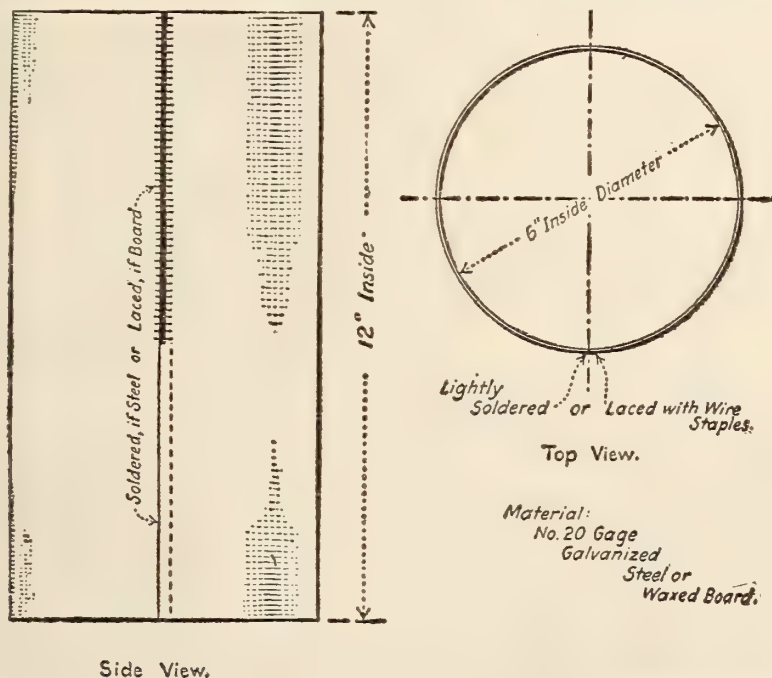 Soldered, if Steel or Laced, if Board
12" Inside
Side View.
6" Inside Diameter
Lightly
Soldered or Laced with Wire
Staples.
Top View.
Material:
No. 20 Gage
Galvanized
Steel or
Waxed Board.